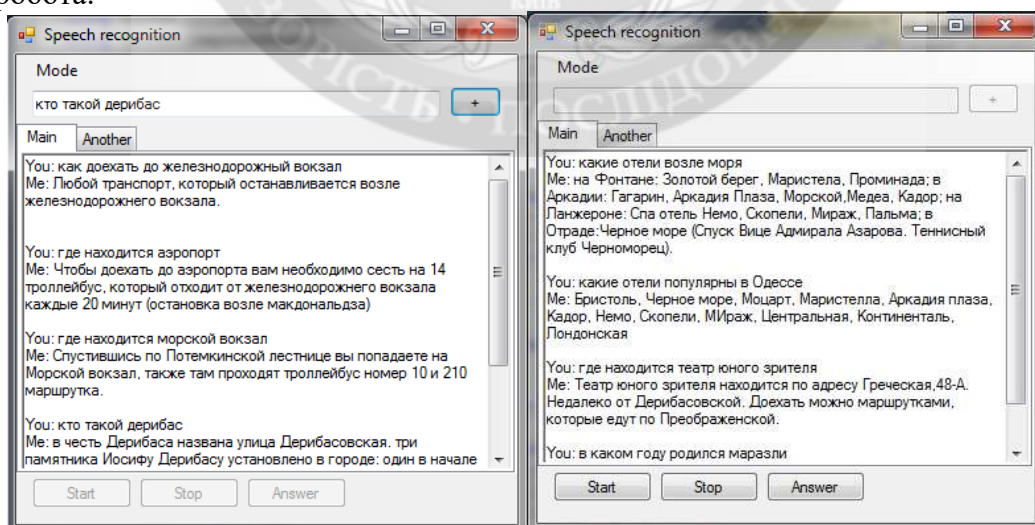 робота.
Speech recognition
Mode
кто такой дерибас
+
Main Another
You: как доехать до железнодорожный вокзал
Me: Любой транспорт, который останавливается возле
железнодорожнего вокзала.
You: где находится аэропорт
Me: Чтобы доехать до аэропорта вам необходимо сесть на 14
троллейбус, который отходит от железнодорожнего вокзала
каждые 20 минут (остановка возле макдональдза)
You: где находится морской вокзал
Me: Спустившись по Потемкинской лестнице вы попадаете на
Морской вокзал, также там проходят троллейбус номер 10 и 210
маршрутка.
You: кто такой дерибас
Me: в честь Дерибаса названа улица Дерибасовская. три
памятника Иосифу Дерибасу установлено в городе: один в начале
Start Stop Answer
Speech recognition
Mode
+
Main Another
You: какие отели возле моря
Me: на Фонтане: Золотой берег, Маристела, Проминада; в
Аркадии: Гагарин, Аркадия Плаза, Морской,Медеа, Кадор; на
Ланжероне: Спа отель Немо, Скопели, Мираж, Пальма; в
Отраде:Черное море (Спуск Вице Адмирала Азарова. Теннисный
клуб Черноморец).
You: какие отели популярны в Одессе
Me: Бристоль, Черное море, Моцарт, Маристелла, Аркадия плаза,
Кадор, Немо, Скопели, МИраж, Центральная, Континенталь,
Лондонская
You: где находится театр юного зрителя
Me: Театр юного зрителя находится по адресу Греческая,48-А.
Недалеко от Дерибасовской. Доехать можно маршрутками,
которые едут по Преображенской.
You: в каком году родился маразли
Start Stop Answer